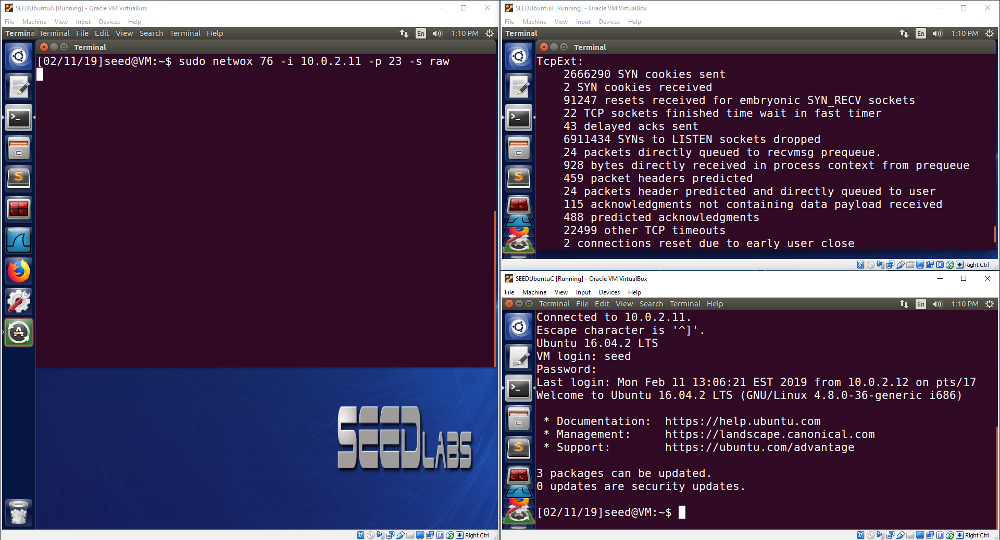 SEEDUbuntuA [Running] - Oracle VM VirtualBox
File Machine View Input Devices Help
Terminal Terminal File Edit View Search Terminal Help En 1:10 PM
Terminal
[02/11/19]seed@VM:~$ sudo netwox 76 -i 10.0.2.11 -p 23 -s raw
SEEDLABS
Right Ctrl
SEEDUbuntuB [Running] - Oracle VM VirtualBox
File Machine View Input Devices Help
Terminal En 1:10 PM
Terminal
TcpExt:
2666290 SYN cookies sent
2 SYN cookies received
91247 resets received for embryonic SYN_RECV sockets
22 TCP sockets finished time wait in fast timer
43 delayed acks sent
6911434 SYNs to LISTEN sockets dropped
24 packets directly queued to recvmsg prequeue.
928 bytes directly received in process context from prequeue
459 packet headers predicted
24 packets header predicted and directly queued to user
115 acknowledgments not containing data payload received
488 predicted acknowledgments
22499 other TCP timeouts
2 connections reset due to early user close
Right Ctrl
SEEDUbuntuC [Running] - Oracle VM VirtualBox
File Machine View Input Devices Help
Terminal File Edit View Search Terminal Help En 1:10 PM
Connected to 10.0.2.11.
Escape character is '^]'.
Ubuntu 16.04.2 LTS
VM login: seed
Password:
Last login: Mon Feb 11 13:06:21 EST 2019 from 10.0.2.12 on pts/17
Welcome to Ubuntu 16.04.2 LTS (GNU/Linux 4.8.0-36-generic i686)
* Documentation: https://help.ubuntu.com
* Management: https://landscape.canonical.com
* Support: https://ubuntu.com/advantage
3 packages can be updated.
0 updates are security updates.
[02/11/19]seed@VM:~$
Right Ctrl